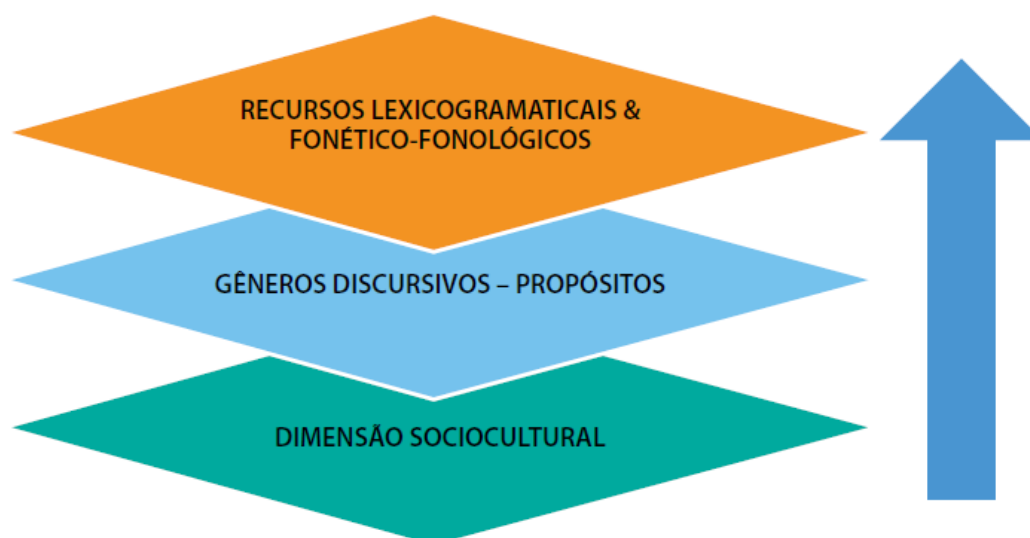 RECURSOS LEXICOGRAMATICAIS &
FONÉTICO-FONOLÓGICOS
GÊNEROS DISCURSIVOS – PROPÓSITOS
DIMENSÃO SOCIOCULTURAL